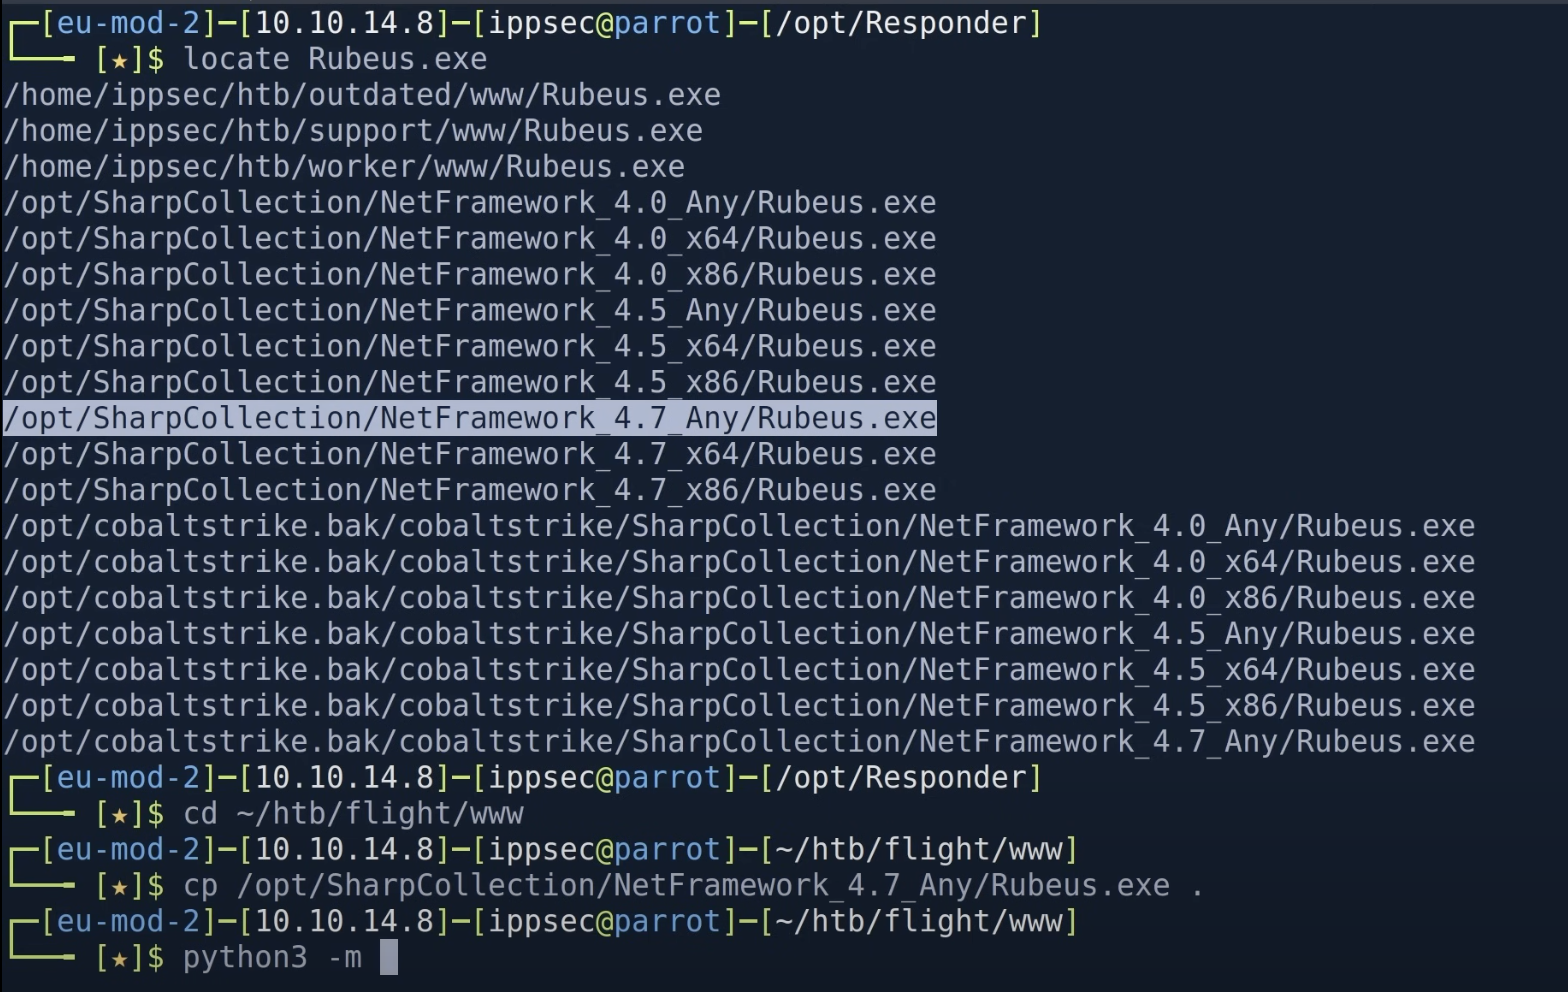 ┌─[eu-mod-2]─[10.10.14.8]─[ippsec@parrot]─[/opt/Responder]
└──╼ [★]$ locate Rubeus.exe
/home/ippsec/htb/outdated/www/Rubeus.exe
/home/ippsec/htb/support/www/Rubeus.exe
/home/ippsec/htb/worker/www/Rubeus.exe
/opt/SharpCollection/NetFramework_4.0_Any/Rubeus.exe
/opt/SharpCollection/NetFramework_4.0_x64/Rubeus.exe
/opt/SharpCollection/NetFramework_4.0_x86/Rubeus.exe
/opt/SharpCollection/NetFramework_4.5_Any/Rubeus.exe
/opt/SharpCollection/NetFramework_4.5_x64/Rubeus.exe
/opt/SharpCollection/NetFramework_4.5_x86/Rubeus.exe
/opt/SharpCollection/NetFramework_4.7_Any/Rubeus.exe
/opt/SharpCollection/NetFramework_4.7_x64/Rubeus.exe
/opt/SharpCollection/NetFramework_4.7_x86/Rubeus.exe
/opt/cobaltstrike.bak/cobaltstrike/SharpCollection/NetFramework_4.0_Any/Rubeus.exe
/opt/cobaltstrike.bak/cobaltstrike/SharpCollection/NetFramework_4.0_x64/Rubeus.exe
/opt/cobaltstrike.bak/cobaltstrike/SharpCollection/NetFramework_4.0_x86/Rubeus.exe
/opt/cobaltstrike.bak/cobaltstrike/SharpCollection/NetFramework_4.5_Any/Rubeus.exe
/opt/cobaltstrike.bak/cobaltstrike/SharpCollection/NetFramework_4.5_x64/Rubeus.exe
/opt/cobaltstrike.bak/cobaltstrike/SharpCollection/NetFramework_4.5_x86/Rubeus.exe
/opt/cobaltstrike.bak/cobaltstrike/SharpCollection/NetFramework_4.7_Any/Rubeus.exe
┌─[eu-mod-2]─[10.10.14.8]─[ippsec@parrot]─[/opt/Responder]
└──╼ [★]$ cd ~/htb/flight/www
┌─[eu-mod-2]─[10.10.14.8]─[ippsec@parrot]─[~/htb/flight/www]
└──╼ [★]$ cp /opt/SharpCollection/NetFramework_4.7_Any/Rubeus.exe .
┌─[eu-mod-2]─[10.10.14.8]─[ippsec@parrot]─[~/htb/flight/www]
└──╼ [★]$ python3 -m